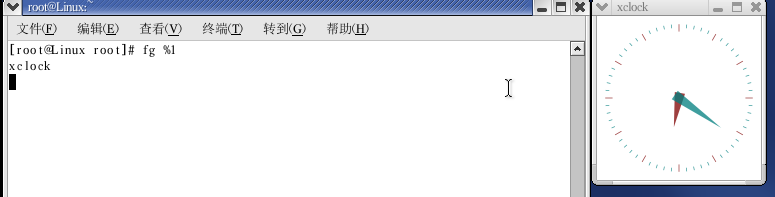 root@Linux:~
文件(F) 编辑(E) 查看(V) 终端(T) 转到(G) 帮助(H)
[root@Linux root]# fg %1
xclock
xclock